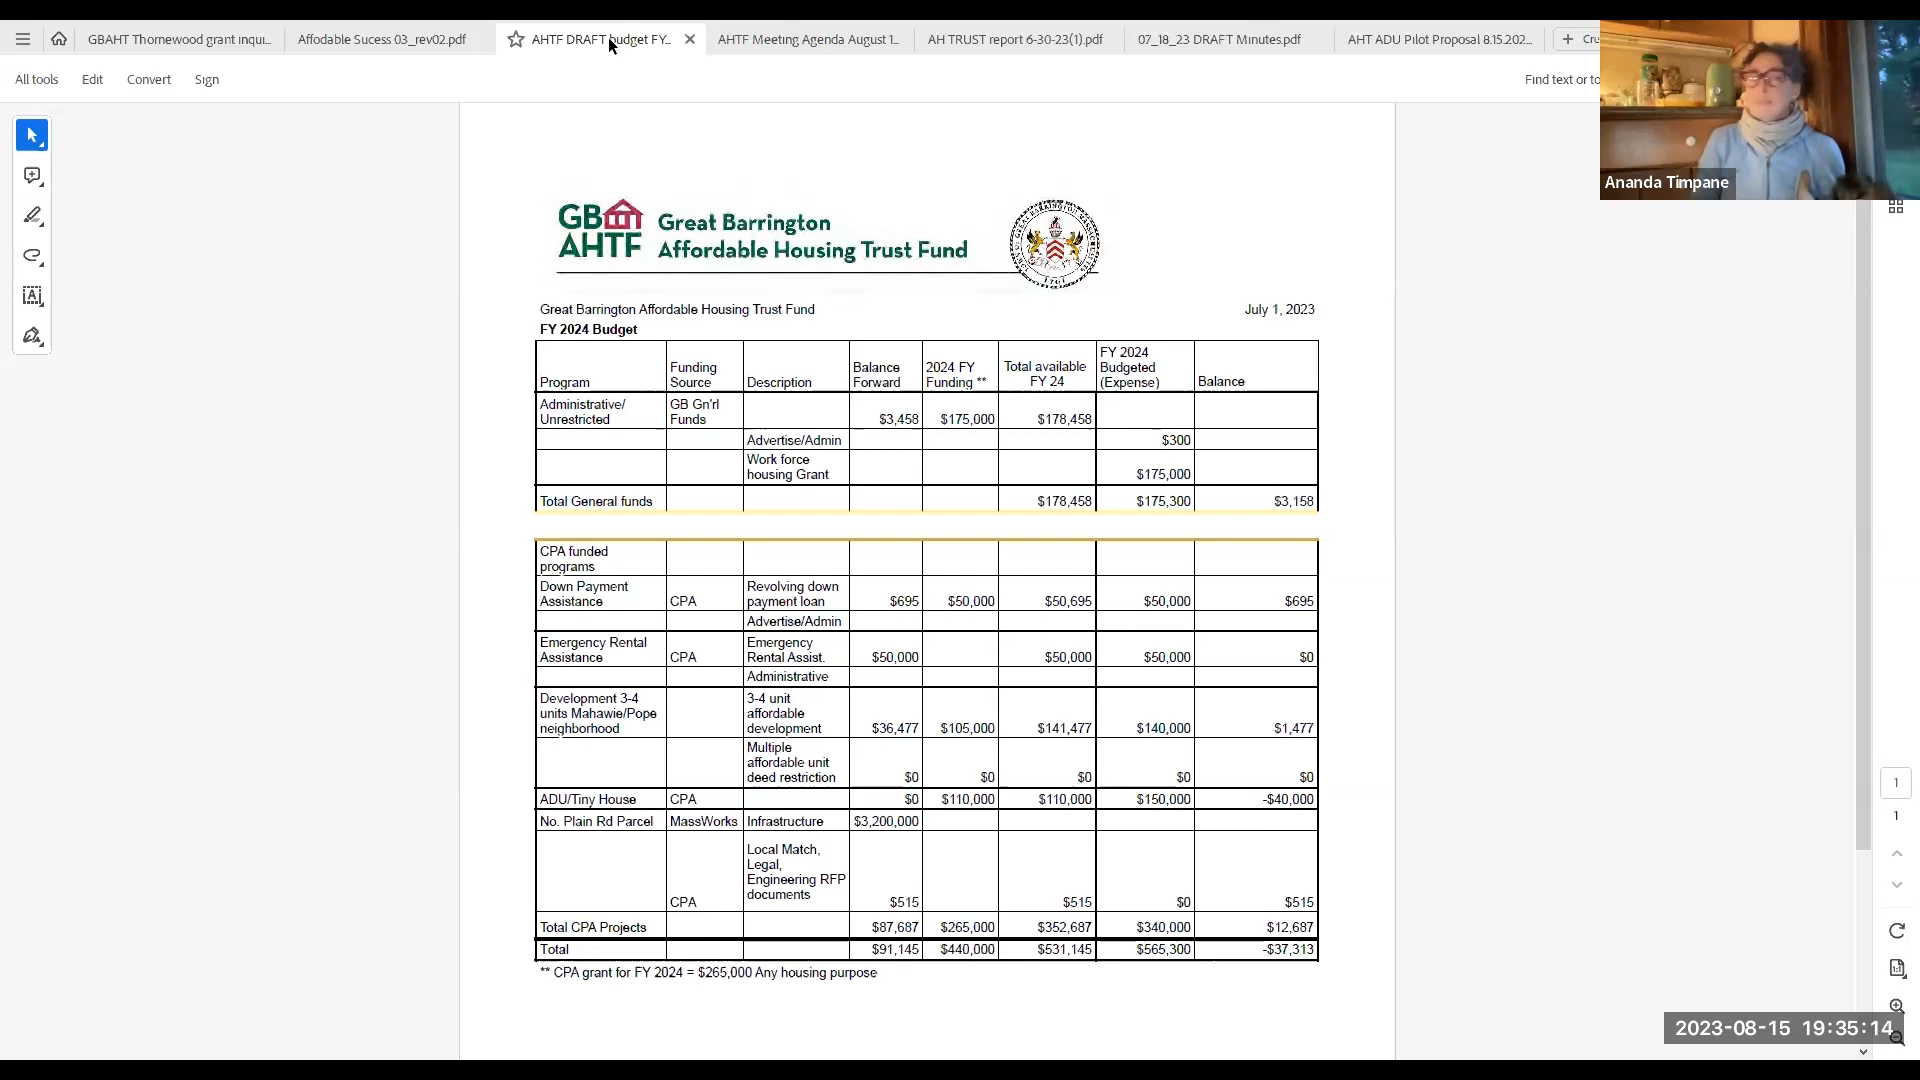 GBAHT Thornewood grant inqui...
Affodable Sucess 03_rev02.pdf
AHTF DRAFT budget FY...
AHTF Meeting Agenda August 1...
AH TRUST report 6-30-23(1).pdf
07_18_23 DRAFT Minutes.pdf
AHT ADU Pilot Proposal 8.15.202...
+ Cre
All tools Edit Convert Sign
Find text or to
Ananda Timpane
GB
AHTF
Great Barrington
Affordable Housing Trust Fund
Great Barrington Affordable Housing Trust Fund July 1, 2023
FY 2024 Budget
Program Funding Source Description Balance Forward 2024 FY Funding ** Total available FY 24 FY 2024 Budgeted (Expense) Balance
Administrative/ Unrestricted GB Gn'rl Funds $3,458 $175,000 $178,458
Advertise/Admin $300
Work force housing Grant $175,000
Total General funds $178,458 $175,300 $3,158
CPA funded programs
Down Payment Assistance CPA Revolving down payment loan $695 $50,000 $50,695 $50,000 $695
Advertise/Admin
Emergency Rental Assistance CPA Emergency Rental Assist. $50,000 $50,000 $50,000 $0
Administrative
Development 3-4 units Mahawie/Pope neighborhood 3-4 unit affordable development $36,477 $105,000 $141,477 $140,000 $1,477
Multiple affordable unit deed restriction $0 $0 $0 $0 $0
ADU/Tiny House CPA $0 $110,000 $110,000 $150,000 -$40,000
No. Plain Rd Parcel MassWorks Infrastructure $3,200,000
CPA Local Match, Legal, Engineering RFP documents $515 $515 $0 $515
Total CPA Projects $87,687 $265,000 $352,687 $340,000 $12,687
Total $91,145 $440,000 $531,145 $565,300 -$37,313
** CPA grant for FY 2024 = $265,000 Any housing purpose
1
1
2023-08-15 19:35:14